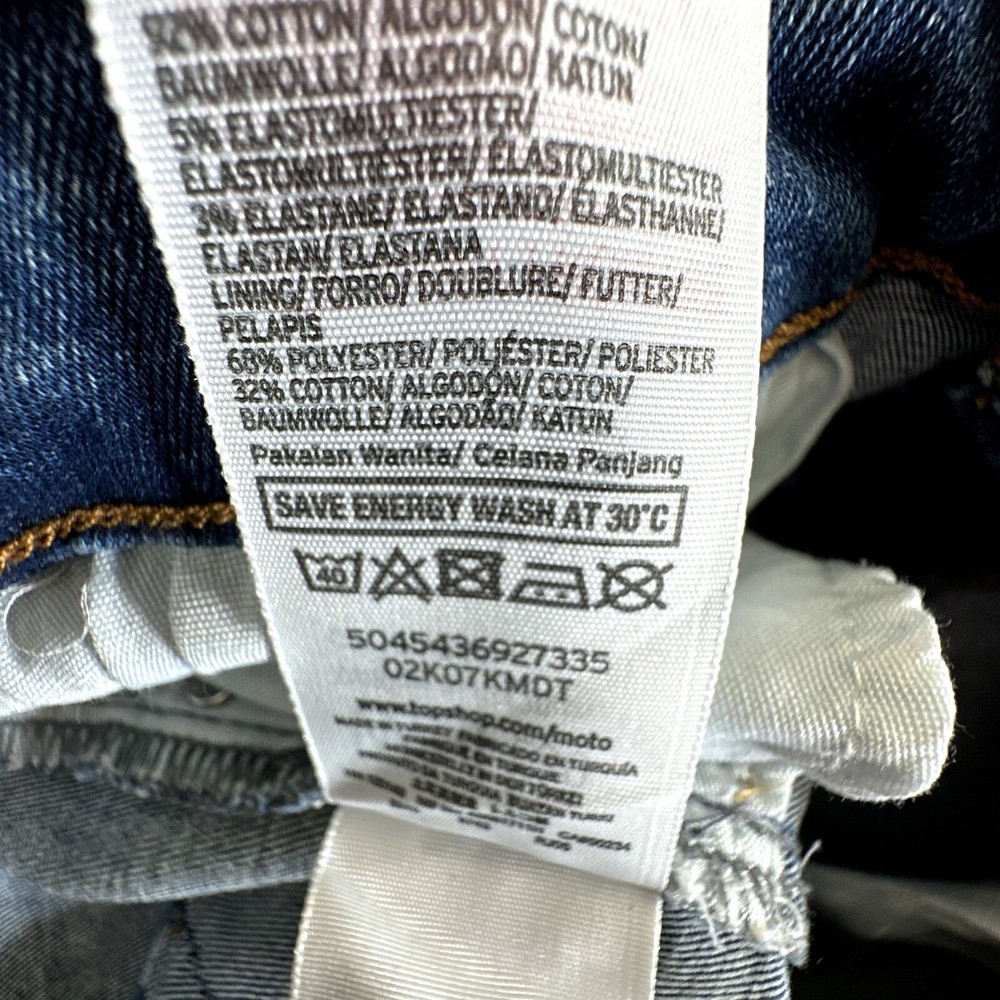 92% COTTON/ ALGODÓN/ COTON/
BAUMWOLLE/ ALGODÃO/ KATUN
5% ELASTOMULTIESTER/
ELASTOMULTIESTER/ ÉLASTOMULTIESTER
3% ELASTANE/ ELASTANO/ ÉLASTHANNE/
ELASTAN/ ELASTANA
LINING/ FORRO/ DOUBLURE/ FUTTER/
PELAPIS
68% POLYESTER/ POLIÉSTER/ POLIESTER
32% COTTON/ ALGODÓN/ COTON/
BAUMWOLLE/ ALGODÃO/ KATUN
Pakaian Wanita/ Celana Panjang
SAVE ENERGY WASH AT 30°C
40
5045436927335
02K07KMDT
www.topshop.com/moto
MADE IN TURKEY FABRICADO EN TURQUÍA
EN TURQUIE